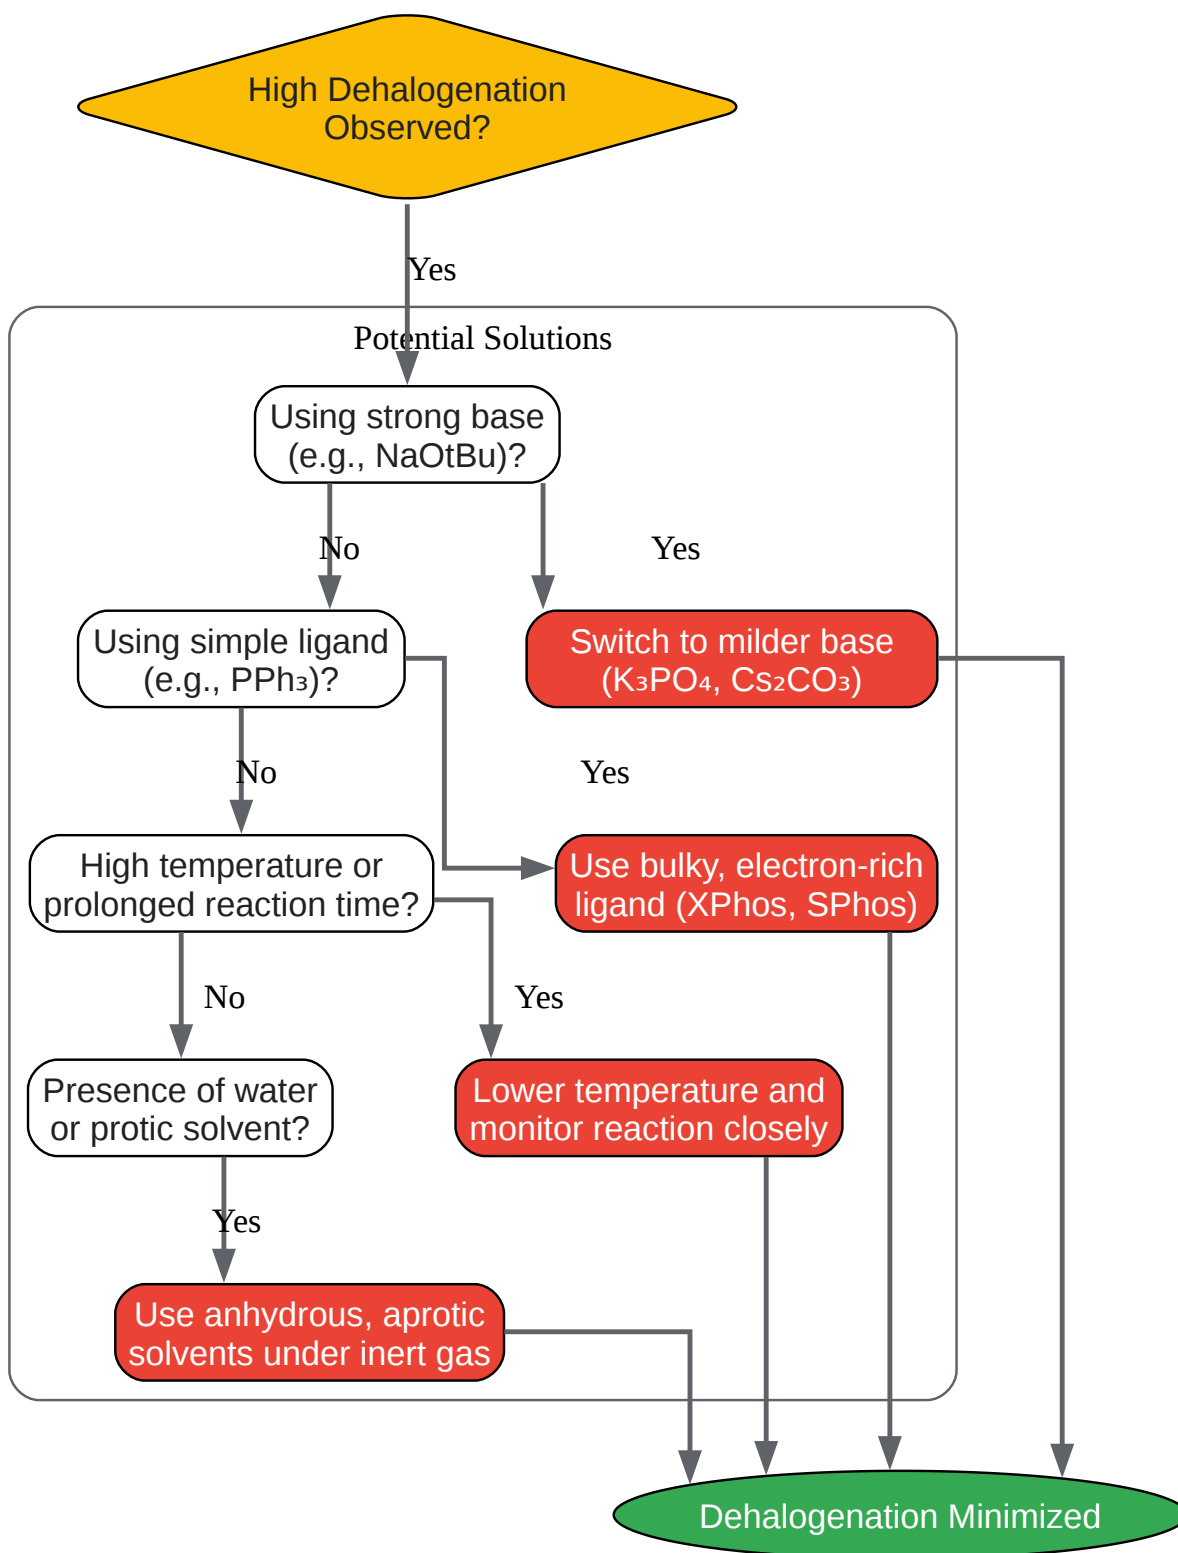 High Dehalogenation
Observed?
Yes
Potential Solutions
Using strong base
(e.g., NaOtBu)?
No
Yes
Using simple ligand
(e.g., PPh₃)?
Switch to milder base
(K₃PO₄, Cs₂CO₃)
No
Yes
High temperature or
prolonged reaction time?
Use bulky, electron-rich
ligand (XPhos, SPhos)
No
Yes
Presence of water
or protic solvent?
Lower temperature and
monitor reaction closely
Yes
Use anhydrous, aprotic
solvents under inert gas
Dehalogenation Minimized